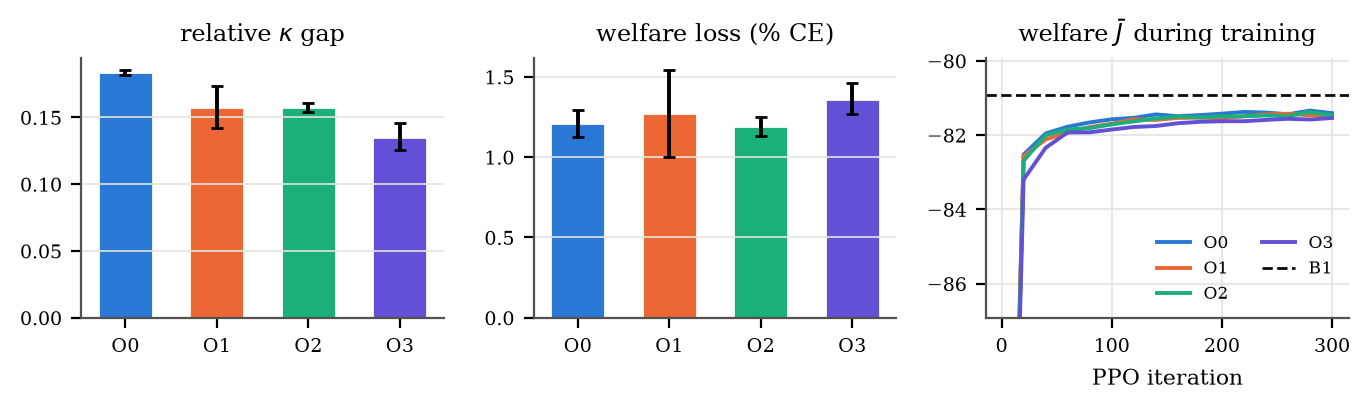 relative κ gap
0.15
0.10
0.05
0.00
O0 O1 O2 O3
welfare loss (% CE)
1.5
1.0
0.5
0.0
O0 O1 O2 O3
welfare J̄ during training
−80
−82
−84
−86
O0 O3
O1 B1
O2
0 100 200 300
PPO iteration